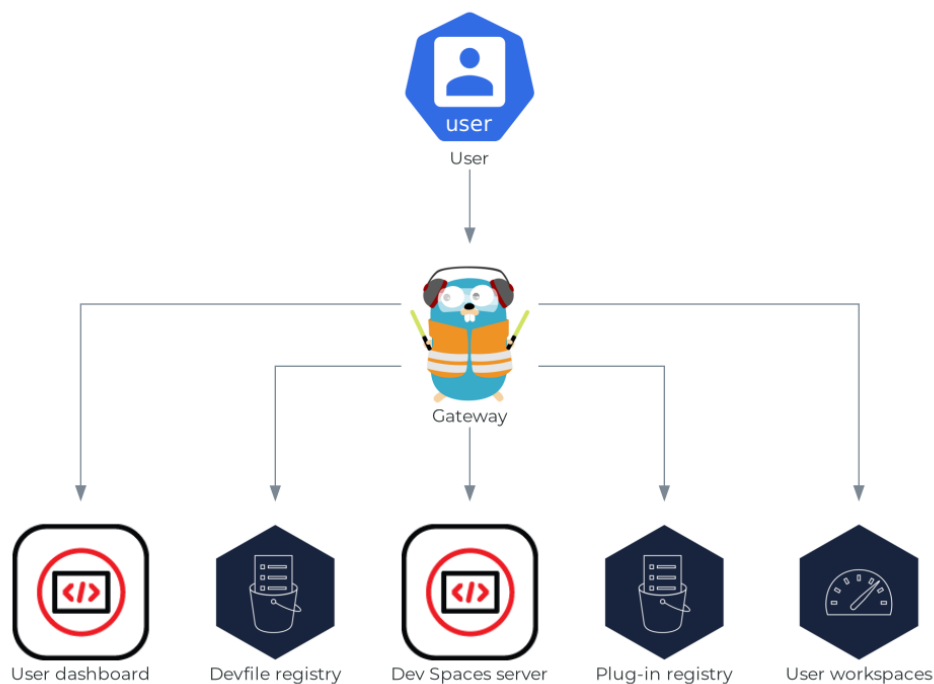 user
User
Gateway
</>
</>
User dashboard
Devfile registry
Dev Spaces server
Plug-in registry
User workspaces